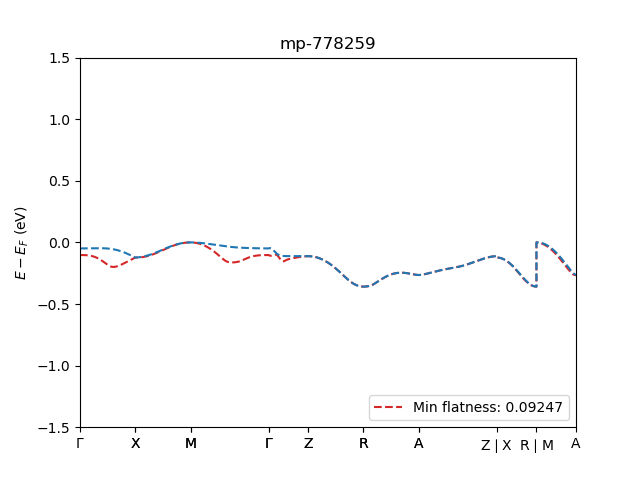 mp-778259
E − E_F (eV)
1.5
1.0
0.5
0.0
−0.5
−1.0
−1.5
Min flatness: 0.09247
Γ X M Γ Z R A Z | X R | M A